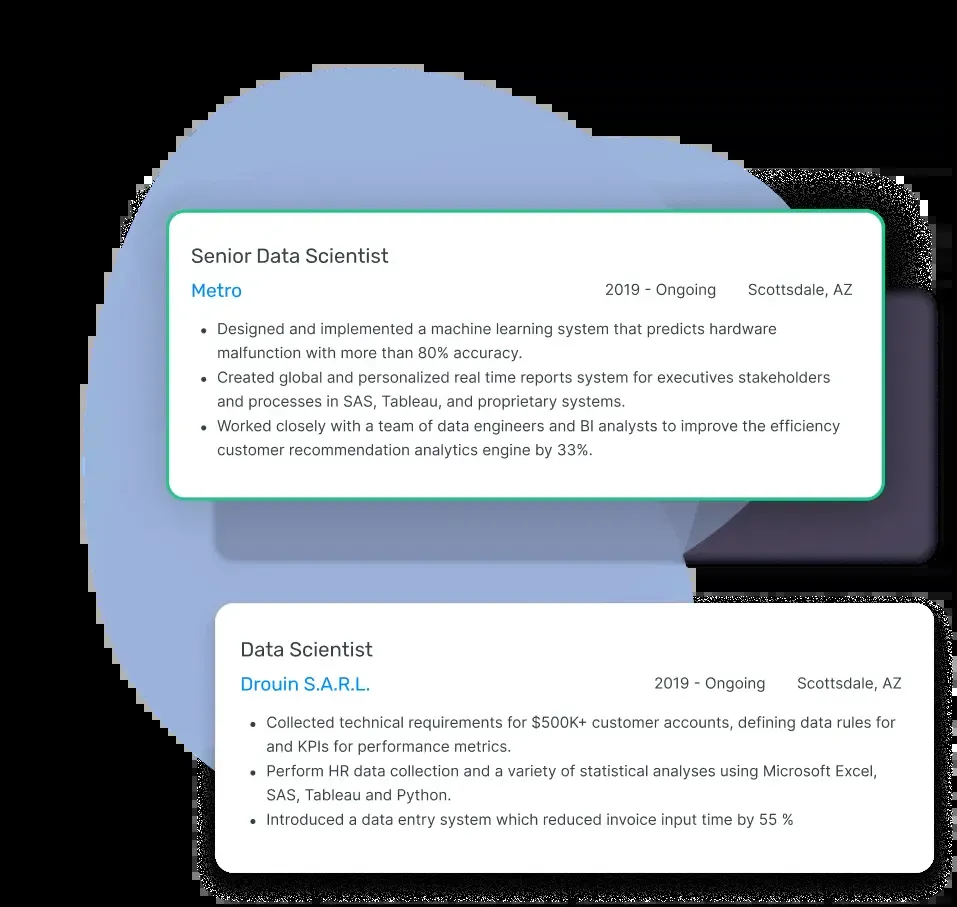 Senior Data Scientist
Metro 2019 - Ongoing Scottsdale, AZ
• Designed and implemented a machine learning system that predicts hardware
malfunction with more than 80% accuracy.
• Created global and personalized real time reports system for executives stakeholders
and processes in SAS, Tableau, and proprietary systems.
• Worked closely with a team of data engineers and BI analysts to improve the efficiency
customer recommendation analytics engine by 33%.
Data Scientist
Drouin S.A.R.L. 2019 - Ongoing Scottsdale, AZ
• Collected technical requirements for $500K+ customer accounts, defining data rules for
and KPIs for performance metrics.
• Perform HR data collection and a variety of statistical analyses using Microsoft Excel,
SAS, Tableau and Python.
• Introduced a data entry system which reduced invoice input time by 55 %